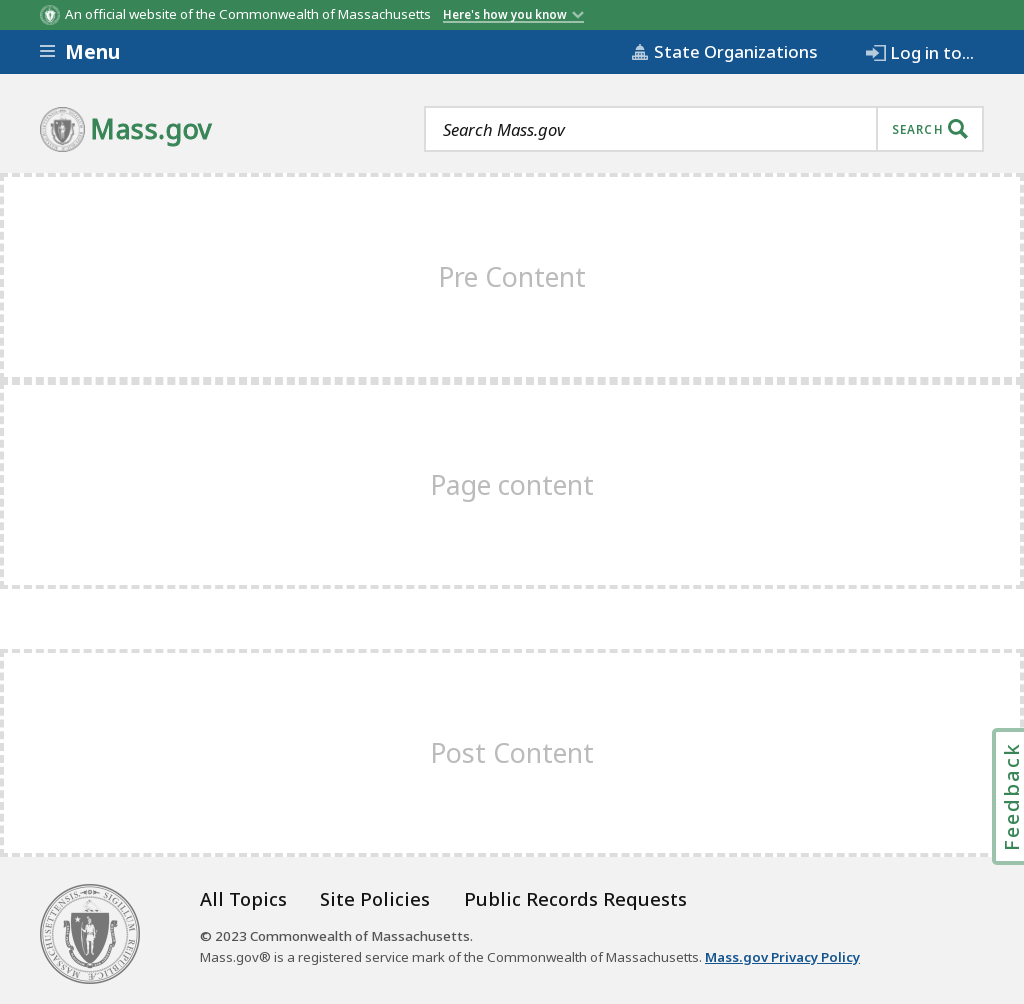 An official website of the Commonwealth of Massachusetts Here's how you know
Menu State Organizations Log in to...
Mass.gov Search Mass.gov SEARCH
Pre Content
Page content
Post Content
Feedback
All Topics Site Policies Public Records Requests
© 2023 Commonwealth of Massachusetts.
Mass.gov® is a registered service mark of the Commonwealth of Massachusetts. Mass.gov Privacy Policy